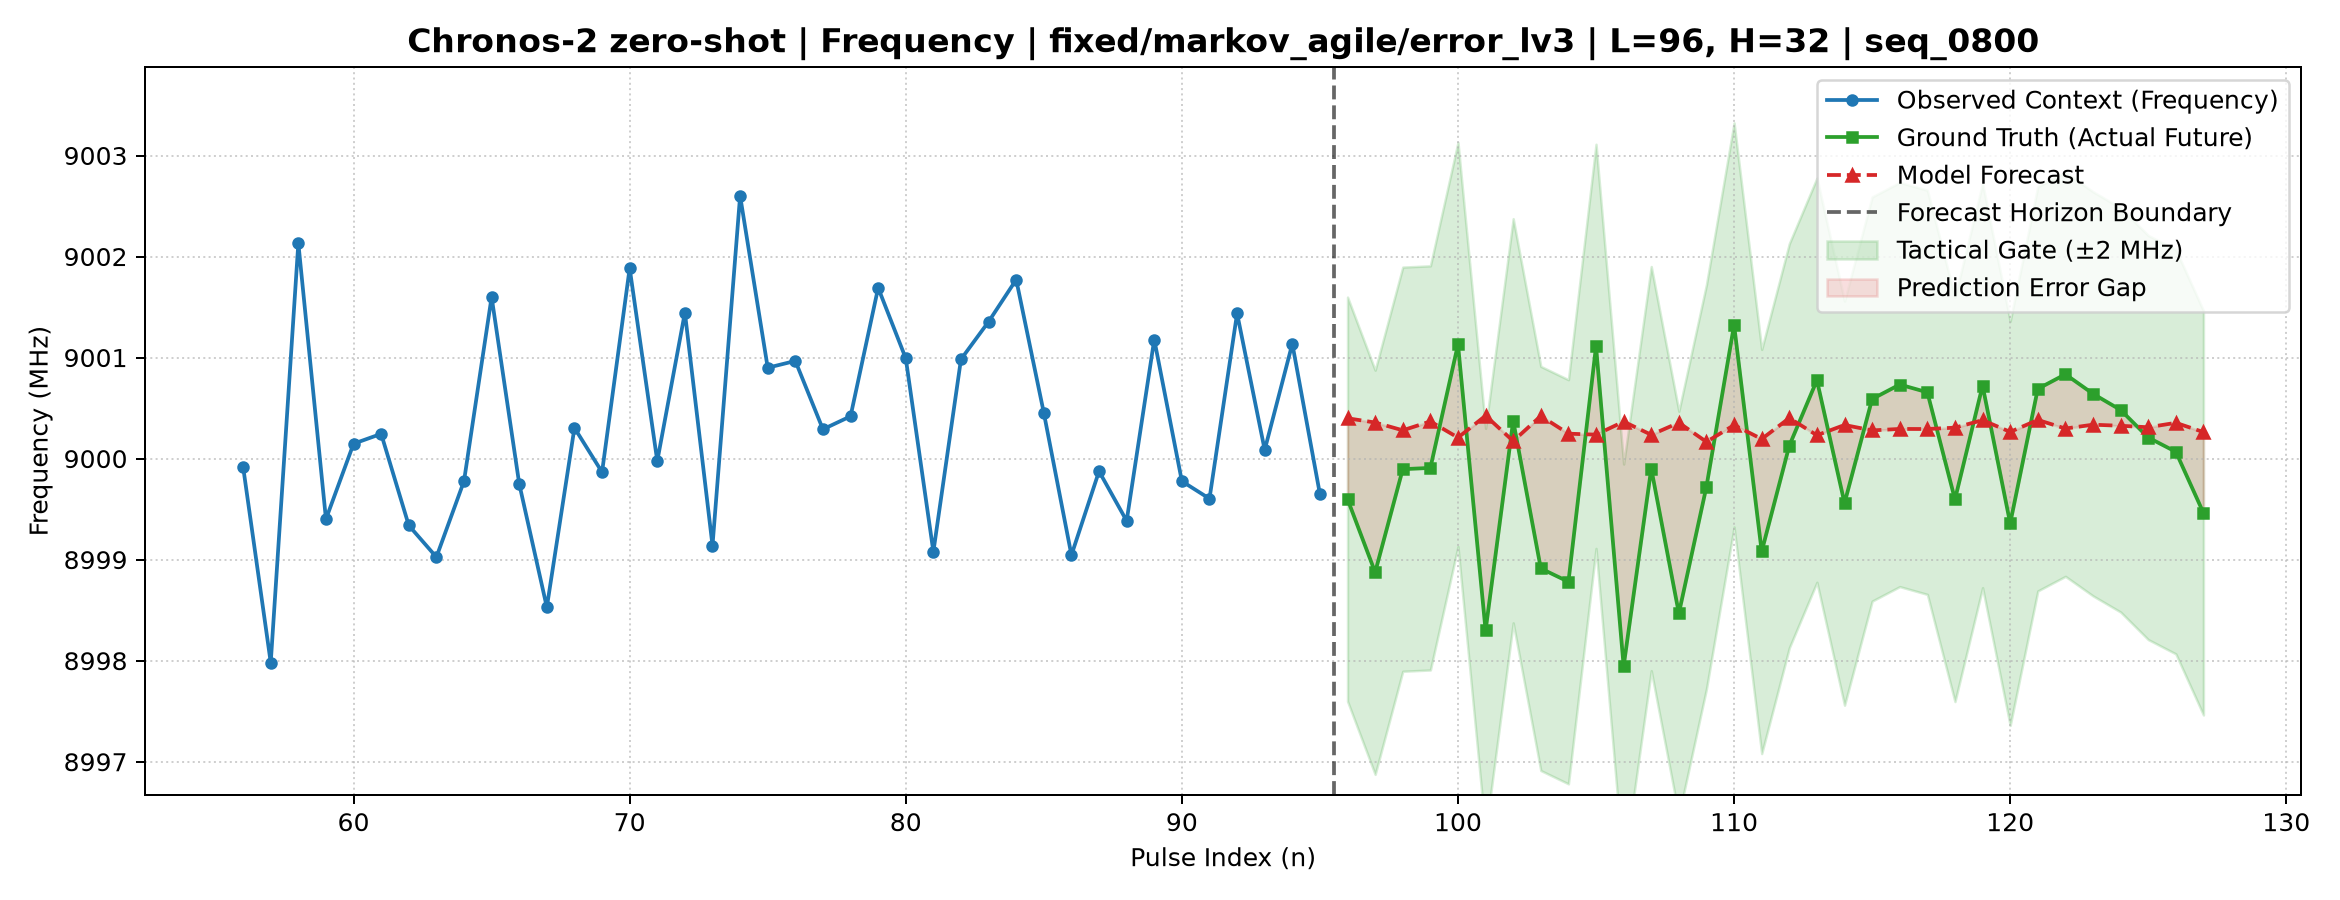 Chronos-2 zero-shot | Frequency | fixed/markov_agile/error_lv3 | L=96, H=32 | seq_0800
Observed Context (Frequency)
Ground Truth (Actual Future)
Model Forecast
Forecast Horizon Boundary
Tactical Gate (±2 MHz)
Prediction Error Gap
Frequency (MHz)
9003
9002
9001
9000
8999
8998
8997
60 70 80 90 100 110 120 130
Pulse Index (n)